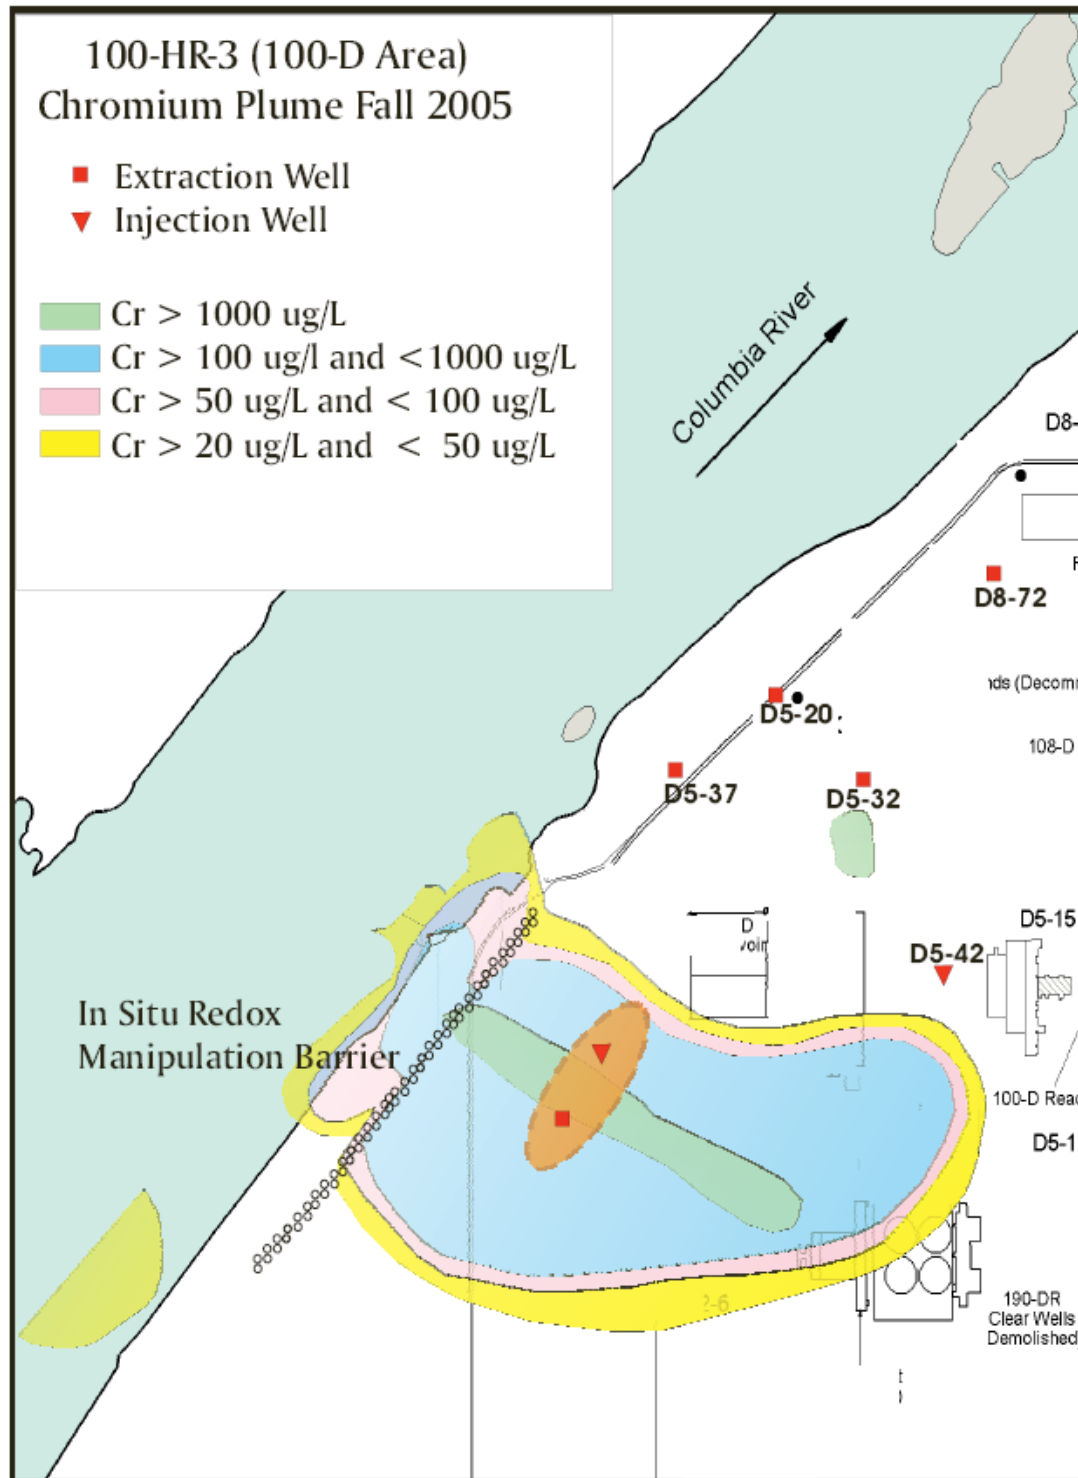 100-HR-3 (100-D Area)
Chromium Plume Fall 2005
Extraction Well
Injection Well
Cr > 1000 ug/L
Cr > 100 ug/l and <1000 ug/L
Cr > 50 ug/L and < 100 ug/L
Cr > 20 ug/L and < 50 ug/L
Columbia River
D8-
D8-72
D5-20
108-D
D5-37
D5-32
D5-15
D
D5-42
In Situ Redox
Manipulation Barrier
100-D Reac
D5-1
190-DR
Clear Wells
Demolished